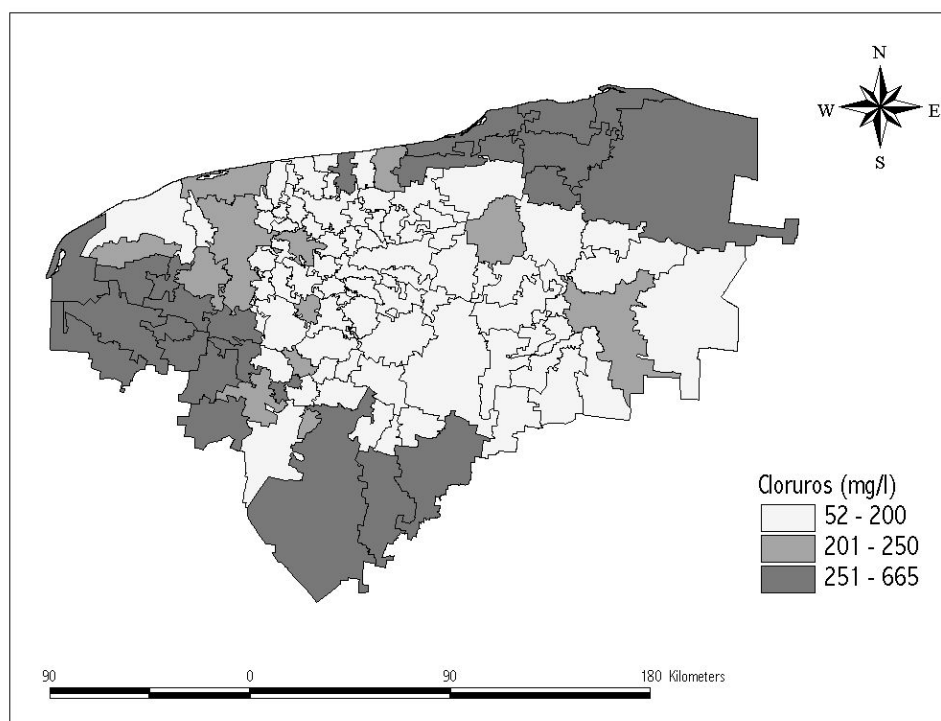 N
W E
S
Cloruros (mg/l)
52 - 200
201 - 250
251 - 665
90 0 90 180 Kilometers